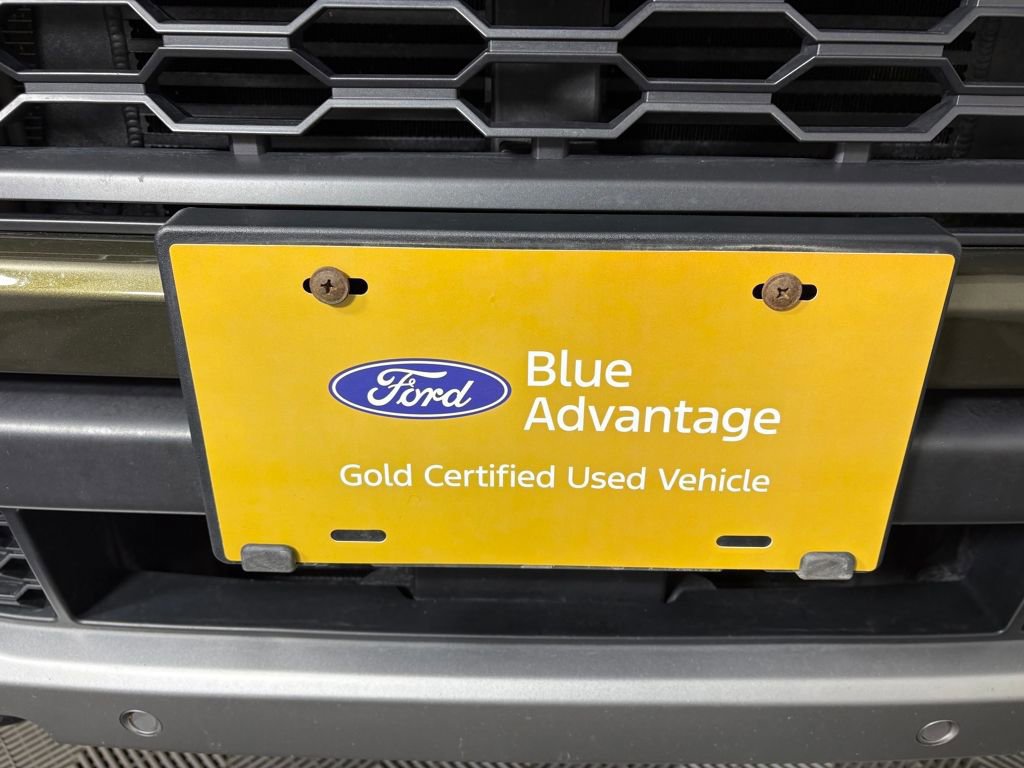 Ford
Blue
Advantage
Gold Certified Used Vehicle